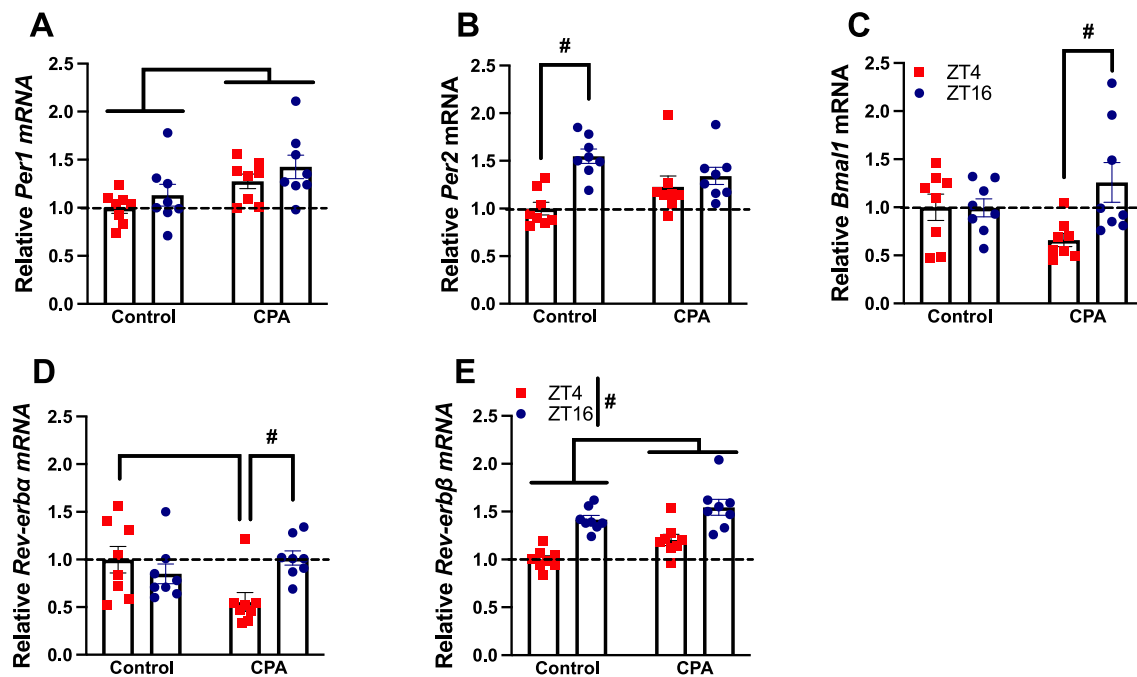 A
Relative Per1 mRNA
2.5
2.0
1.5
1.0
0.5
0.0
Control CPA
B
#
Relative Per2 mRNA
2.5
2.0
1.5
1.0
0.5
0.0
Control CPA
C
#
ZT4
ZT16
Relative Bmal1 mRNA
2.5
2.0
1.5
1.0
0.5
0.0
Control CPA
D
#
Relative Rev-erbα mRNA
2.5
2.0
1.5
1.0
0.5
0.0
Control CPA
E
ZT4
ZT16
#
Relative Rev-erbβ mRNA
2.5
2.0
1.5
1.0
0.5
0.0
Control CPA